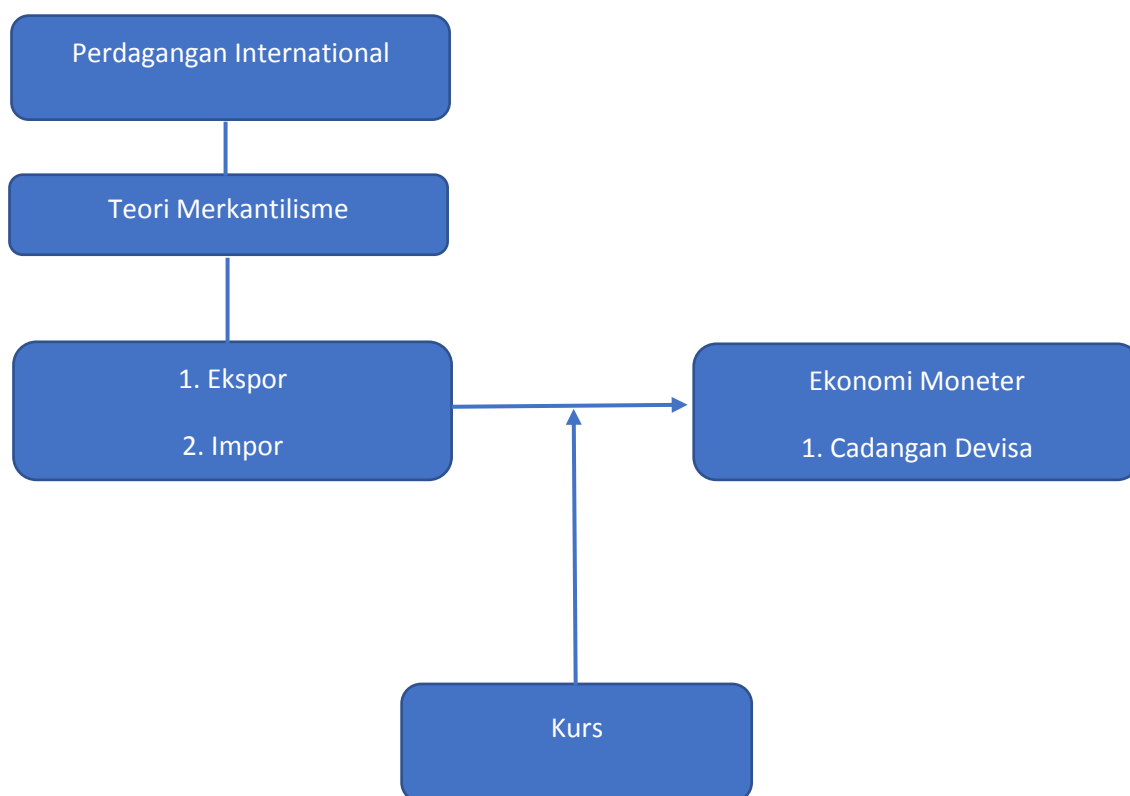 Perdagangan International
Teori Merkantilisme
1. Ekspor
2. Impor
Ekonomi Moneter
1. Cadangan Devisa
Kurs